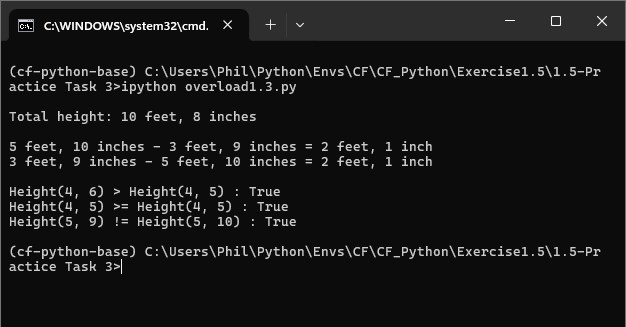 C:\WINDOWS\system32\cmd.
(cf-python-base) C:\Users\Phil\Python\Envs\CF\CF_Python\Exercise1.5\1.5-Pr
actice Task 3>ipython overload1.3.py
Total height: 10 feet, 8 inches
5 feet, 10 inches - 3 feet, 9 inches = 2 feet, 1 inch
3 feet, 9 inches - 5 feet, 10 inches = 2 feet, 1 inch
Height(4, 6) > Height(4, 5) : True
Height(4, 5) >= Height(4, 5) : True
Height(5, 9) != Height(5, 10) : True
(cf-python-base) C:\Users\Phil\Python\Envs\CF\CF_Python\Exercise1.5\1.5-Pr
actice Task 3>